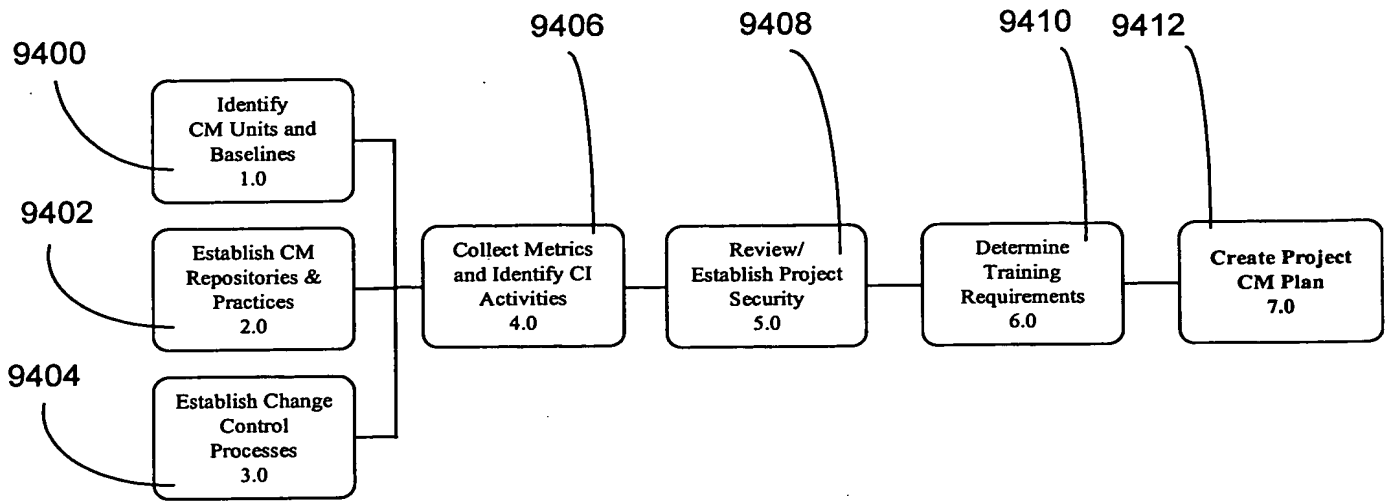 9400
Identify
CM Units and
Baselines
1.0
9402
Establish CM
Repositories &
Practices
2.0
9404
Establish Change
Control
Processes
3.0
9406
Collect Metrics
and Identify CI
Activities
4.0
9408
Review/
Establish Project
Security
5.0
9410
Determine
Training
Requirements
6.0
9412
Create Project
CM Plan
7.0